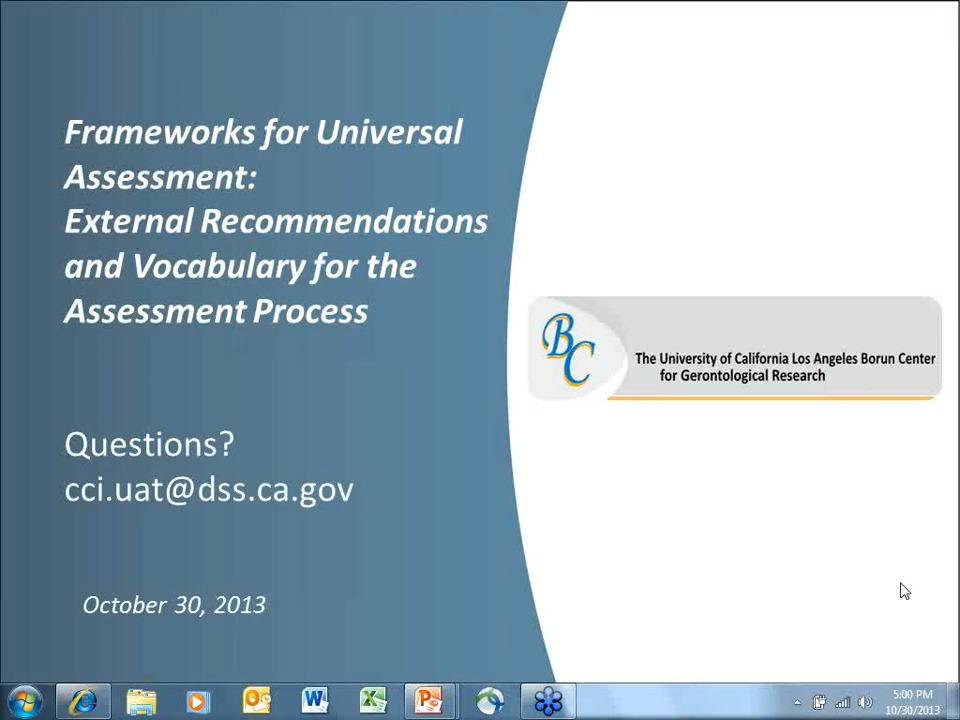 Frameworks for Universal
Assessment:
External Recommendations
and Vocabulary for the
Assessment Process
Questions?
cci.uat@dss.ca.gov
October 30, 2013
BC
The University of California Los Angeles Borun Center
for Gerontological Research
5:00 PM
10/30/2013